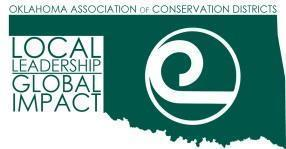 OKLAHOMA ASSOCIATION OF CONSERVATION DISTRICTS
LOCAL
LEADERSHIP
GLOBAL
IMPACT